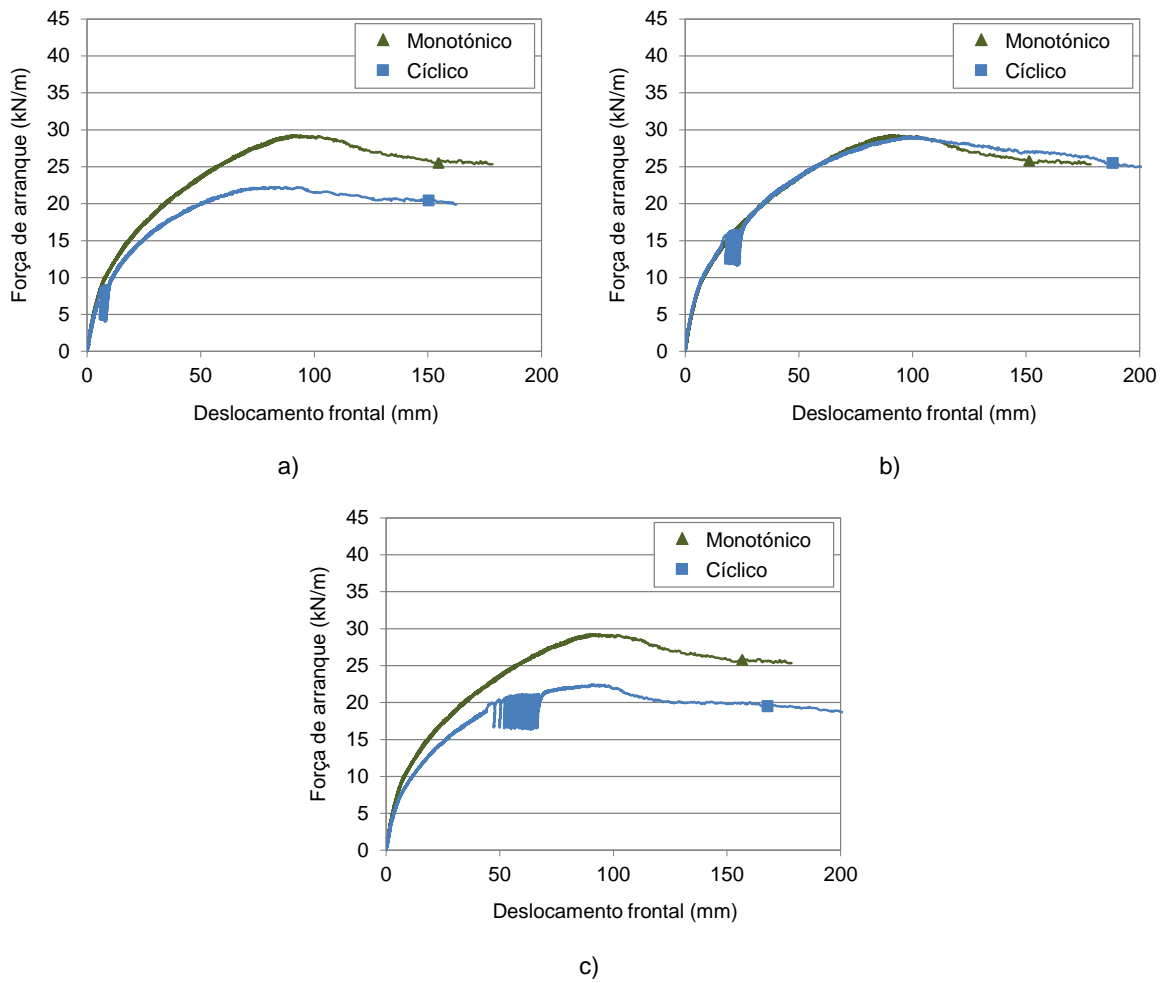 45
40
35
30
25
20
15
10
5
0
Força de arranque (kN/m)
Monotónico
Cíclico
0 50 100 150 200
Deslocamento frontal (mm)
a)
45
40
35
30
25
20
15
10
5
0
Força de arranque (kN/m)
Monotónico
Cíclico
0 50 100 150 200
Deslocamento frontal (mm)
b)
45
40
35
30
25
20
15
10
5
0
Força de arranque (kN/m)
Monotónico
Cíclico
0 50 100 150 200
Deslocamento frontal (mm)
c)